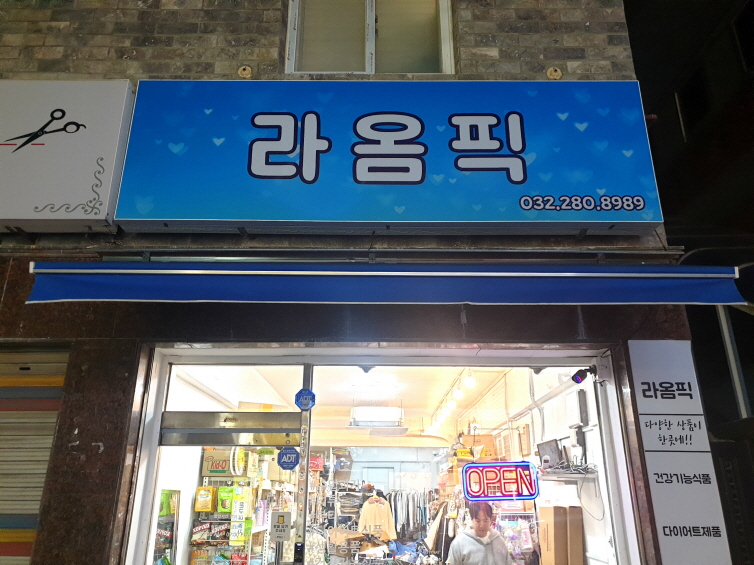 라옴픽
032.280.8989
라옴픽
다양한 상품이
한곳에!!
건강기능식품
다이어트제품
OPEN
ADT